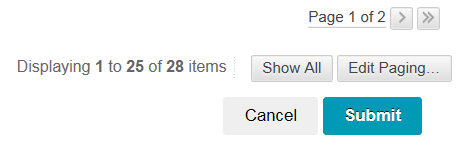 Page 1 of 2 > >>
Displaying 1 to 25 of 28 items Show All Edit Paging...
Cancel Submit